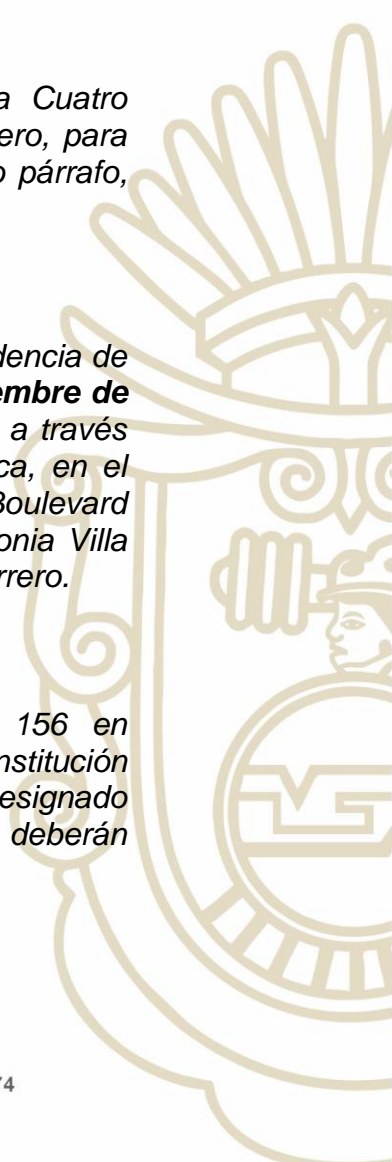 a Cuatro
ero, para
o párrafo,
dencia de
embre de
a través
ca, en el
Boulevard
onia Villa
rrero.
156 en
nstitución
esignado
deberán
74